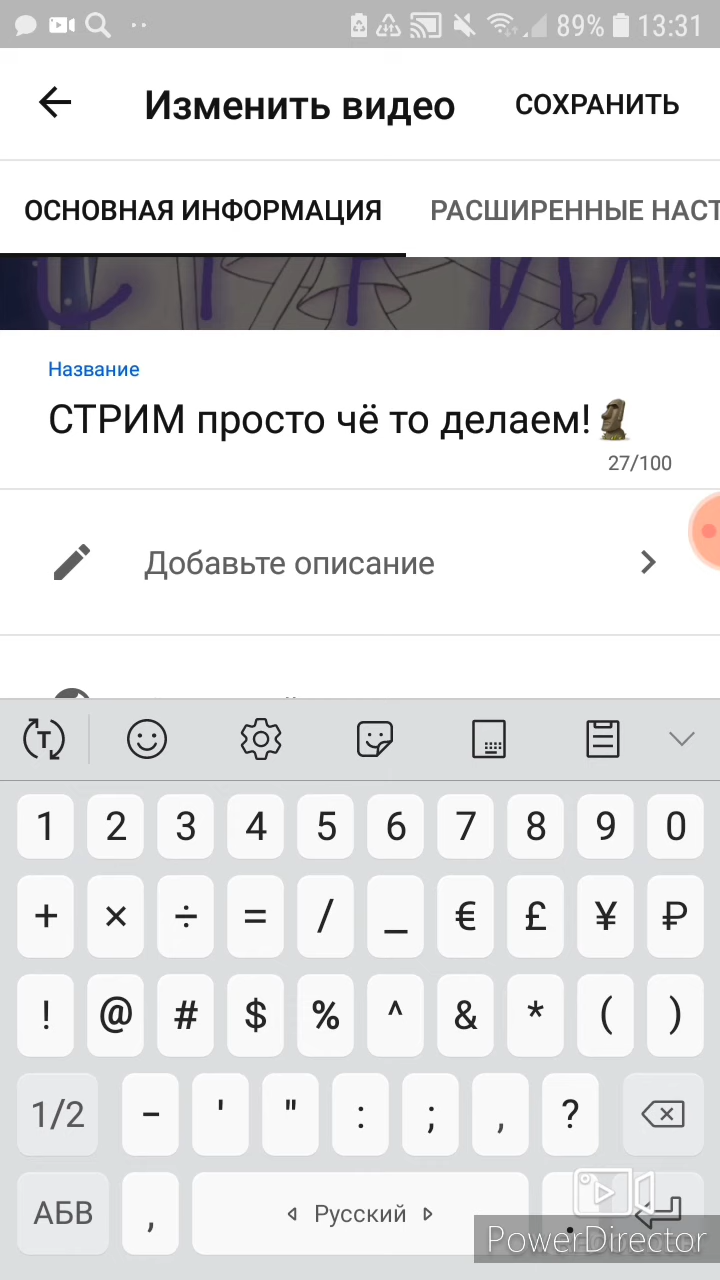 89% 13:31
Изменить видео СОХРАНИТЬ
ОСНОВНАЯ ИНФОРМАЦИЯ РАСШИРЕННЫЕ НАСТ
СТРИМ
Название
СТРИМ просто чё то делаем!🗿
27/100
Добавьте описание
T
1 2 3 4 5 6 7 8 9 0
+ × ÷ = / _ € £ ¥ ₽
! @ # $ % ^ & * ( )
1/2 - ' " : ; , ?
АБВ , Русский .
PowerDirector